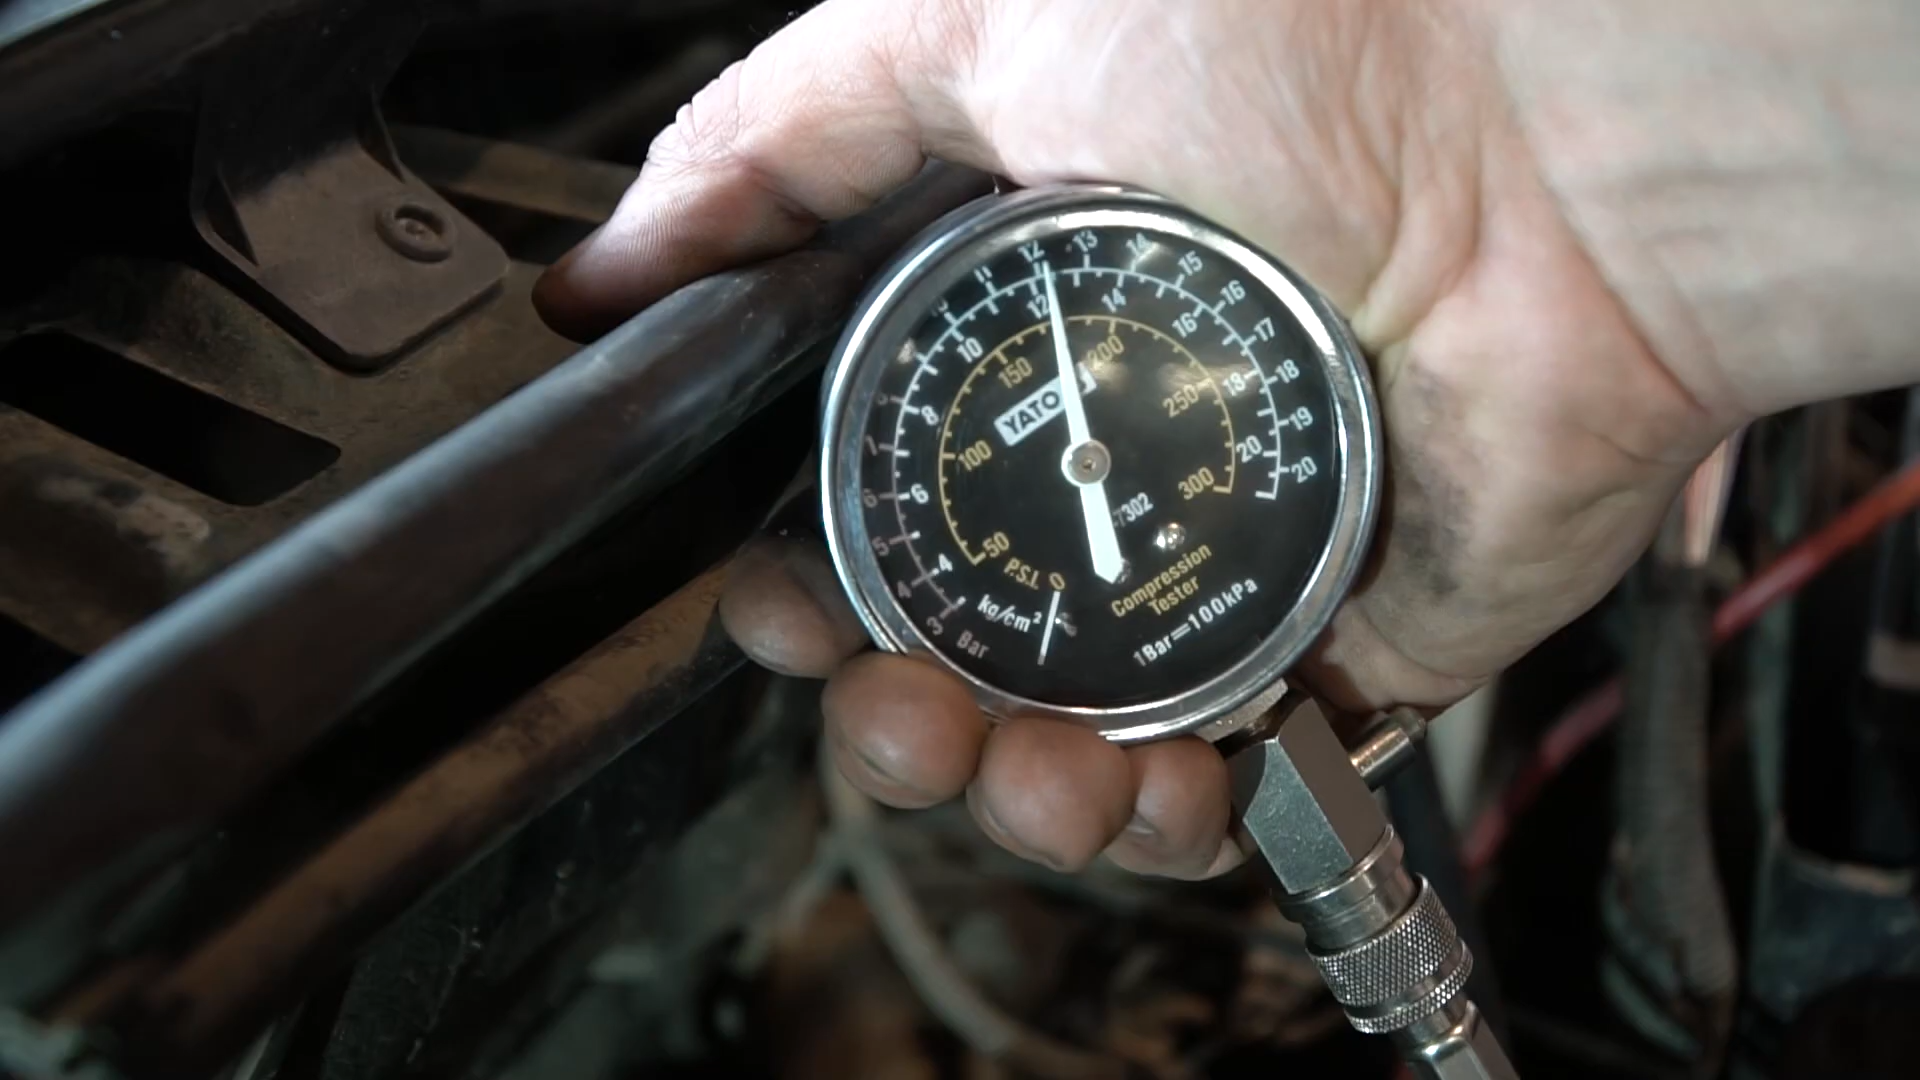 11 12 13 14 15 16 17 18 19 20
7 6 5 4 3
4 6 8 10 12 14 16 18 20
50 100 150 200 250 300
YATO
7302
P.S.I. 0
kg/cm²
Bar
Compression
Tester
1Bar=100kPa